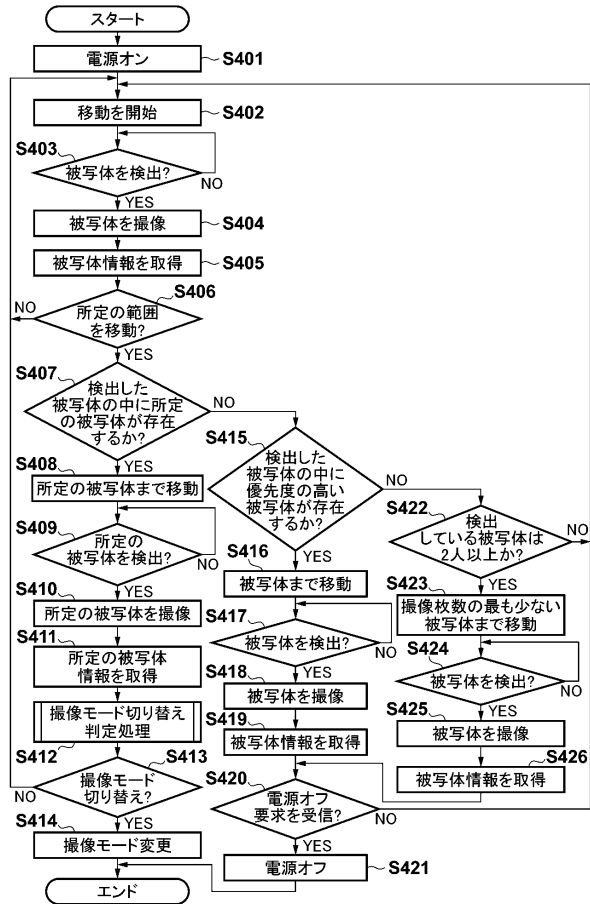 スタート
電源オン
S401
移動を開始
S402
S403
被写体を検出?
NO
YES
被写体を撮像
S404
被写体情報を取得
S405
S406
NO
所定の範囲
を移動?
YES
S407
検出した
被写体の中に所定
の被写体が存在
するか?
NO
YES
S408
所定の被写体まで移動
S409
所定の
被写体を検出?
NO
YES
S410
所定の被写体を撮像
S411
所定の被写体
情報を取得
撮像モード切り替え
判定処理
S412
S413
撮像モード
切り替え?
NO
YES
S414
撮像モード変更
エンド
S415
検出した
被写体の中に
優先度の高い
被写体が存在
するか?
NO
YES
S416
被写体まで移動
S417
被写体を検出?
NO
YES
S418
被写体を撮像
S419
被写体情報を取得
S420
電源オフ
要求を受信?
NO
YES
電源オフ
S421
S422
検出
している被写体は
2人以上か?
NO
YES
S423
撮像枚数の最も少ない
被写体まで移動
S424
被写体を検出?
NO
YES
S425
被写体を撮像
S426
被写体情報を取得